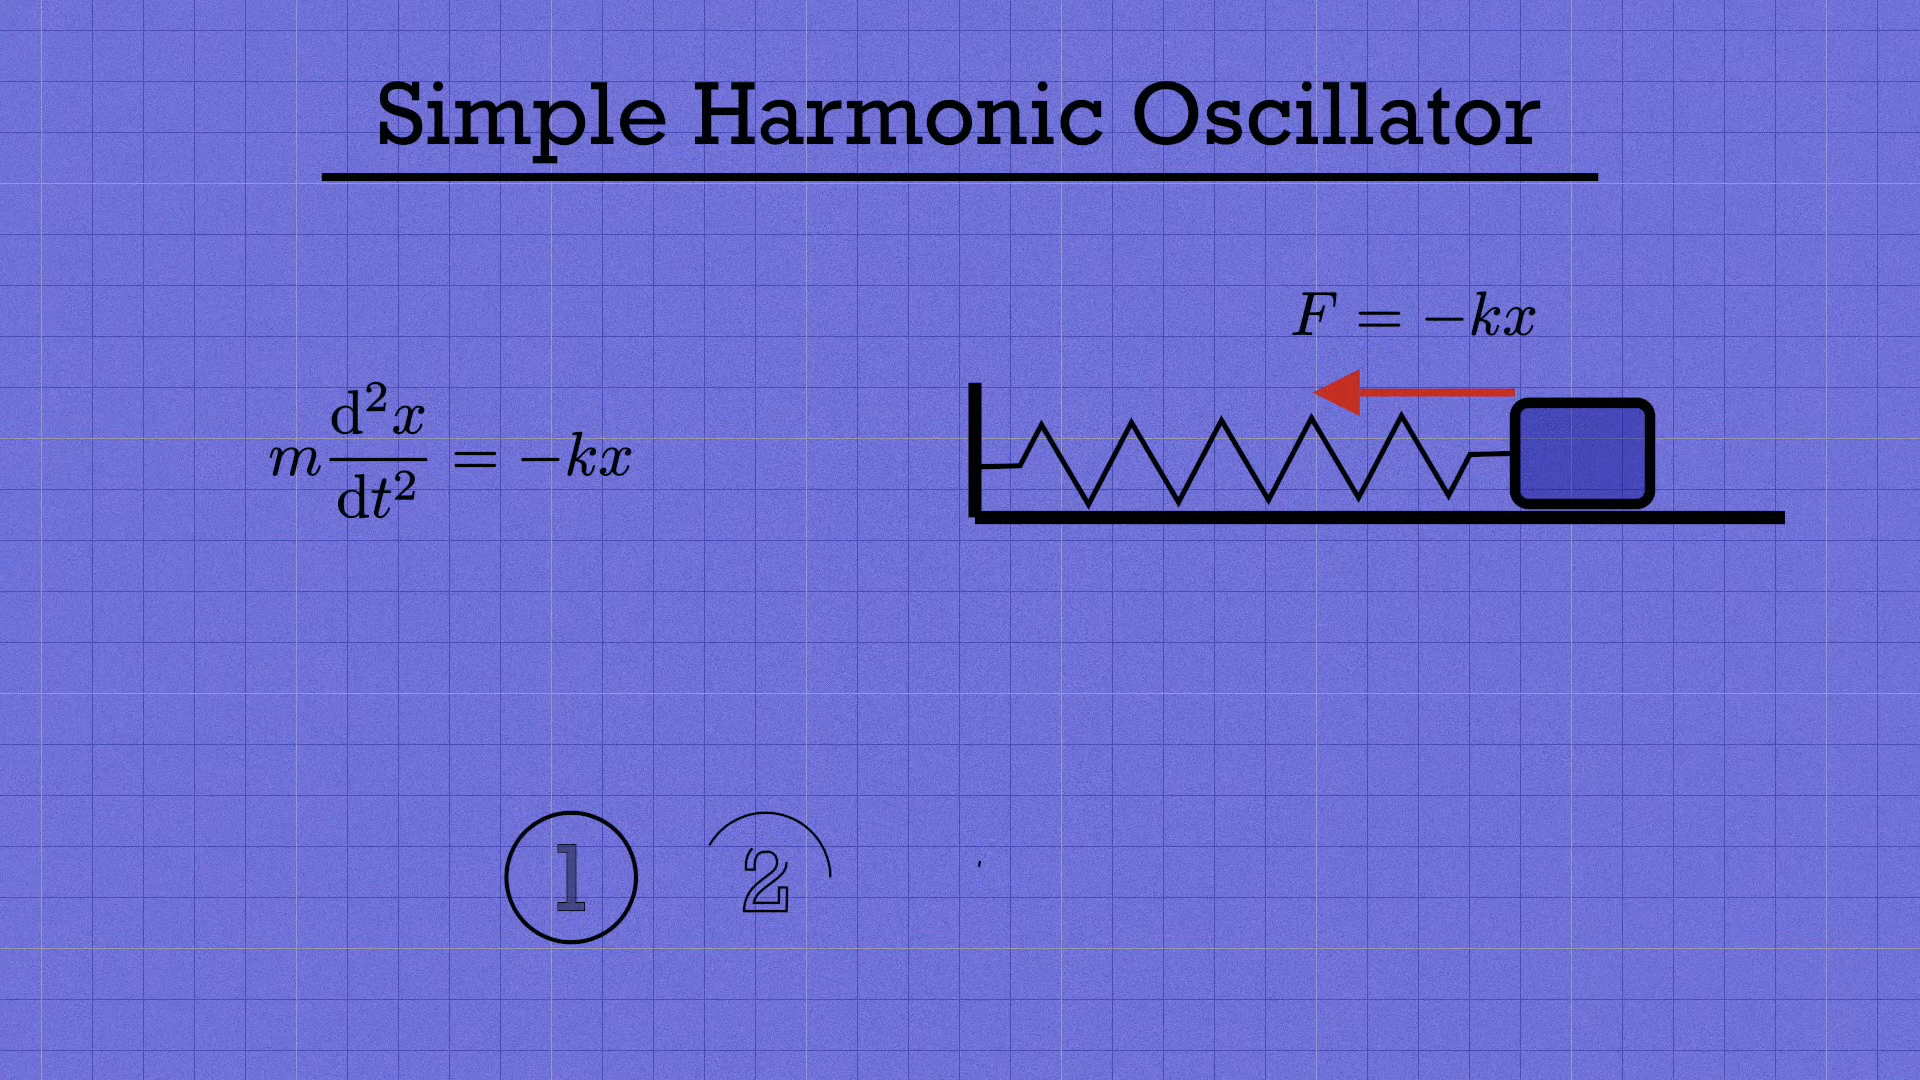 Simple Harmonic Oscillator
F = −kx
m d²x/dt² = −kx
1 2